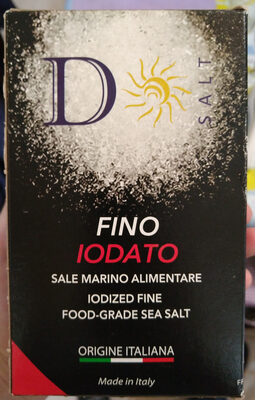 D
SALT
FINO
IODATO
SALE MARINO ALIMENTARE
IODIZED FINE
FOOD-GRADE SEA SALT
ORIGINE ITALIANA
Made in Italy